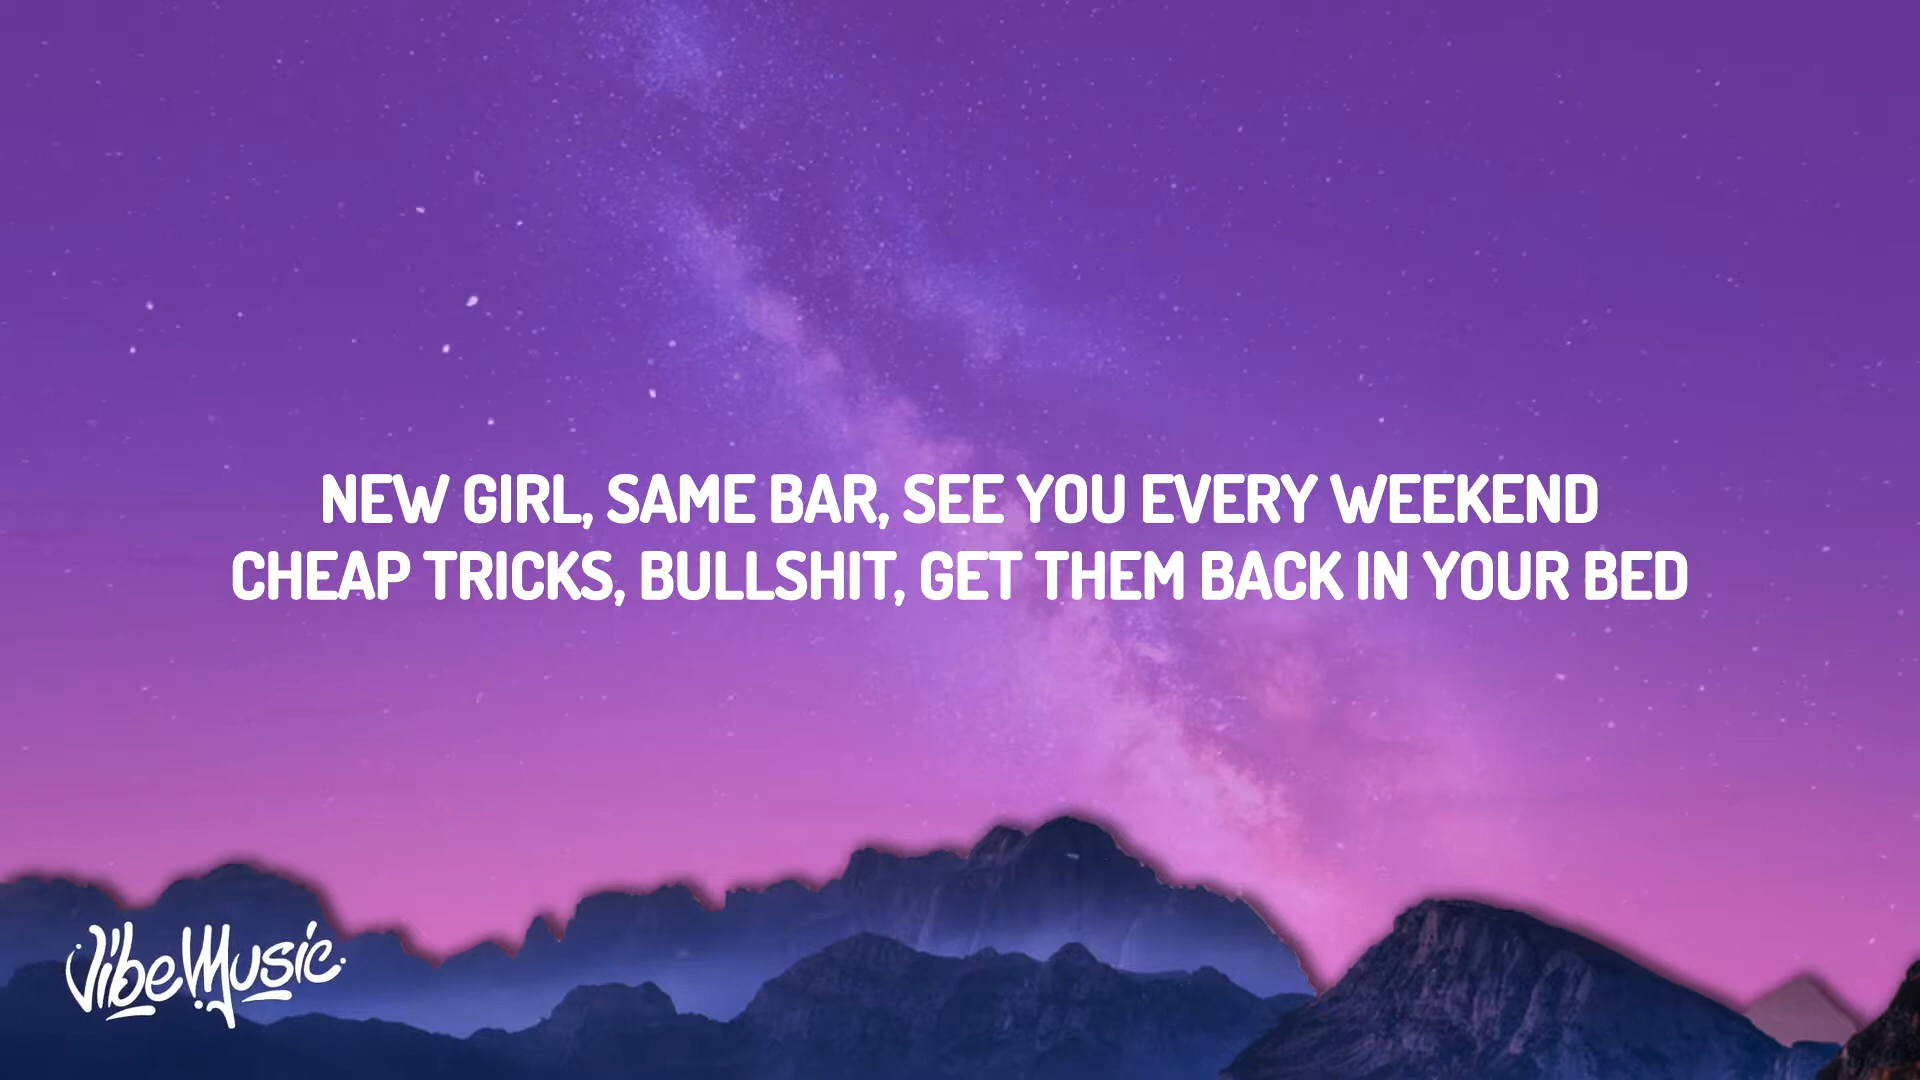 NEW GIRL, SAME BAR, SEE YOU EVERY WEEKEND
CHEAP TRICKS, BULLSHIT, GET THEM BACK IN YOUR BED
VibeMusic